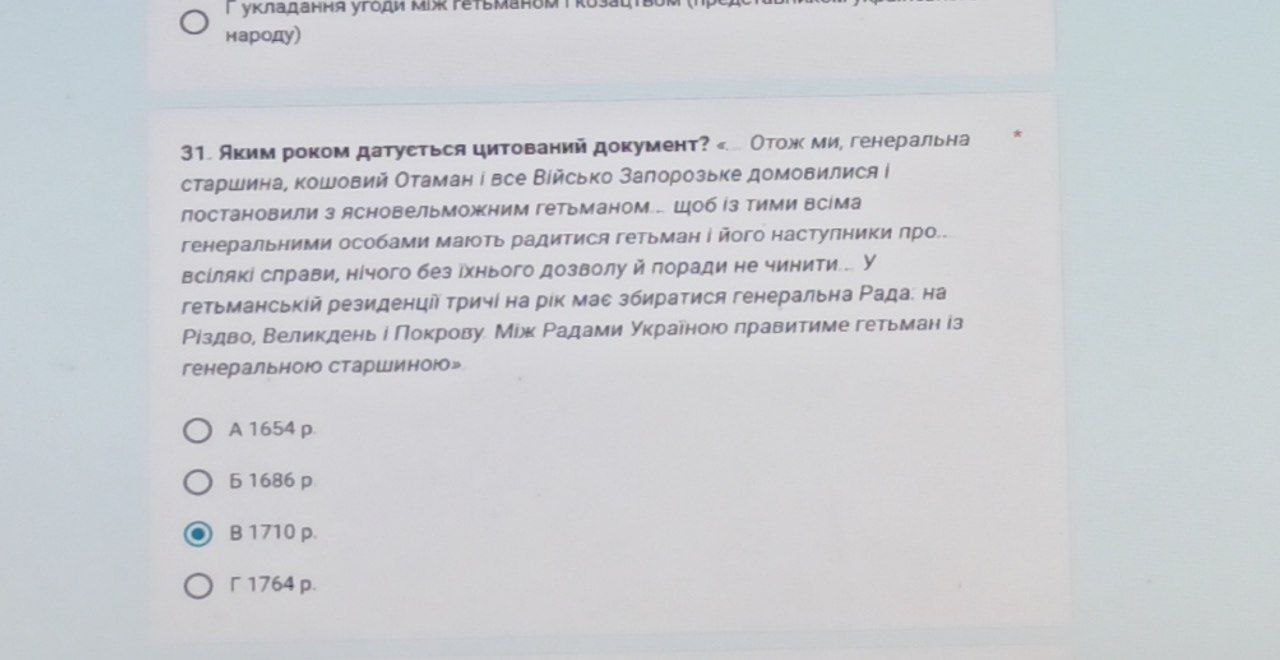 Г укладання угоди між гетьманом і козацтвом
народу)
31. Яким роком датується цитований документ? «... Отож ми, генеральна *
старшина, кошовий Отаман і все Військо Запорозьке домовилися і
постановили з ясновельможним гетьманом... щоб із тими всіма
генеральними особами мають радитися гетьман і його наступники про...
всілякі справи, нічого без їхнього дозволу й поради не чинити... У
гетьманській резиденції тричі на рік має збиратися генеральна Рада: на
Різдво, Великдень і Покрову. Між Радами Україною правитиме гетьман із
генеральною старшиною»
А 1654 р.
Б 1686 р.
В 1710 р.
Г 1764 р.